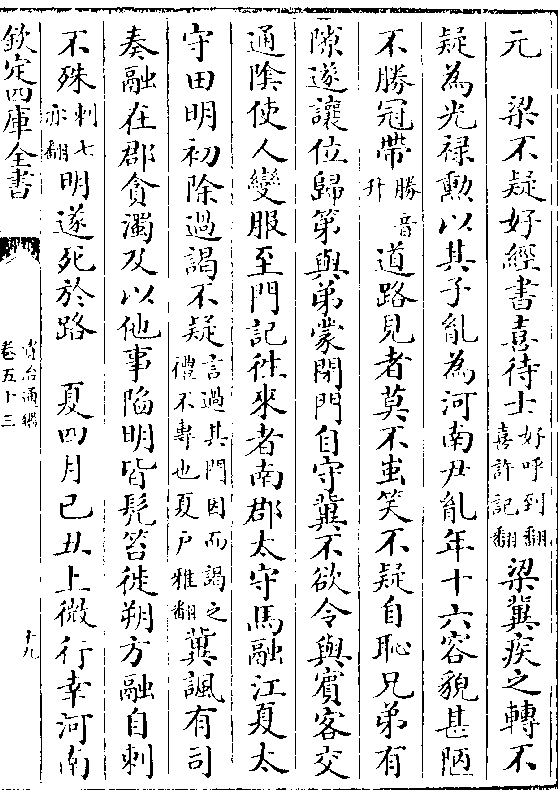 元　梁不疑好經書喜待士好呼到翻喜許記翻梁冀疾之轉不
疑為光禄勳以其子亂為河南尹亂年十六容貌甚陋
不勝冠帶勝音升道路見者莫不蚩笑不疑自恥兄弟有
隙遂讓位歸第與弟蒙閉門自守冀不欲令與賓客交
通隂使人變服至門記徃來者南郡太守馬融江夏太
守田明初除過謁不疑言過其門因而謁之禮不專也夏户雅翻冀諷有司
奏融在郡貪濁及以他事陷明皆髠笞徙朔方融自刺
不殊刺七亦翻明遂死於路　夏四月己丑上微行幸河南
欽定四庫全書
資治通鑑
卷五十三
十九